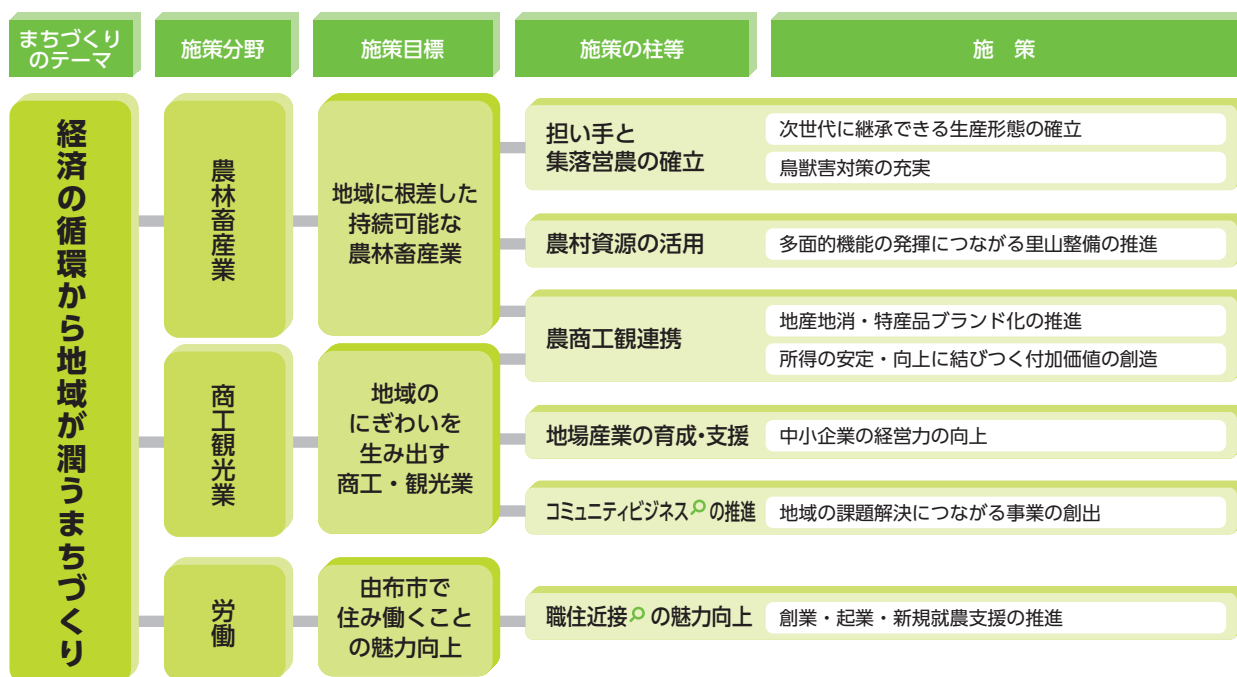 まちづくり
のテーマ
施策分野
施策目標
施策の柱等
施　策
経済の循環から地域が潤うまちづくり
農林畜産業
地域に根差した
持続可能な
農林畜産業
担い手と
集落営農の確立
次世代に継承できる生産形態の確立
鳥獣害対策の充実
農村資源の活用
多面的機能の発揮につながる里山整備の推進
農商工観連携
地産地消・特産品ブランド化の推進
所得の安定・向上に結びつく付加価値の創造
商工観光業
地域の
にぎわいを
生み出す
商工・観光業
地場産業の育成・支援
中小企業の経営力の向上
コミュニティビジネス の推進
地域の課題解決につながる事業の創出
労働
由布市で
住み働くこと
の魅力向上
職住近接 の魅力向上
創業・起業・新規就農支援の推進